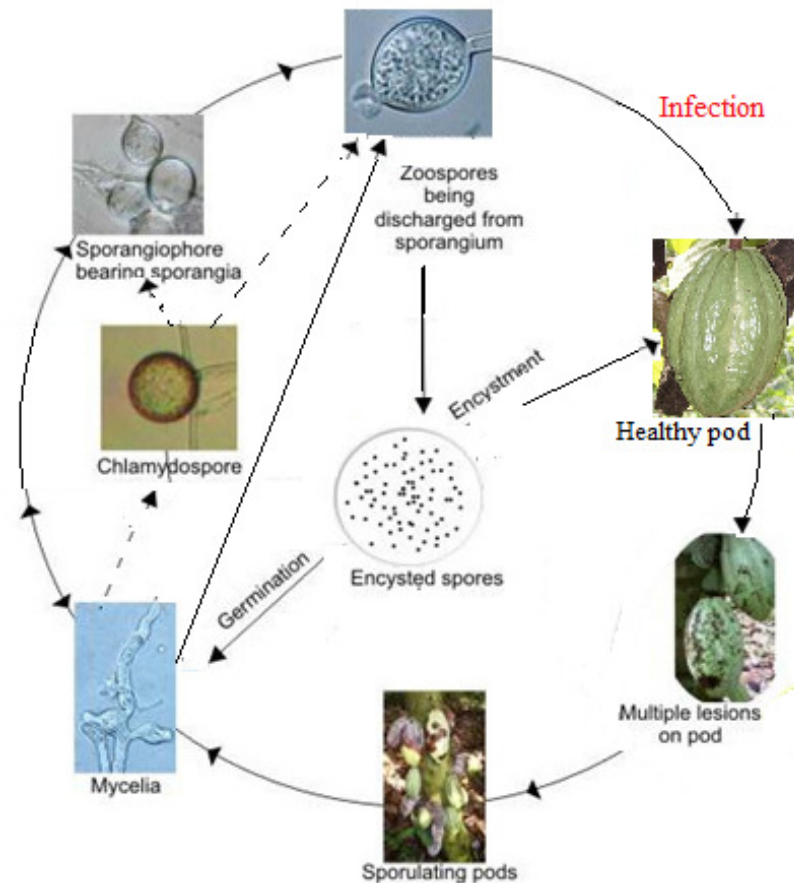 Infection
Zoospores
being
discharged from
sporangium
Sporangiophore
bearing sporangia
Encystment
Healthy pod
Chlamydospore
Encysted spores
Germination
Multiple lesions
on pod
Mycelia
Sporulating pods